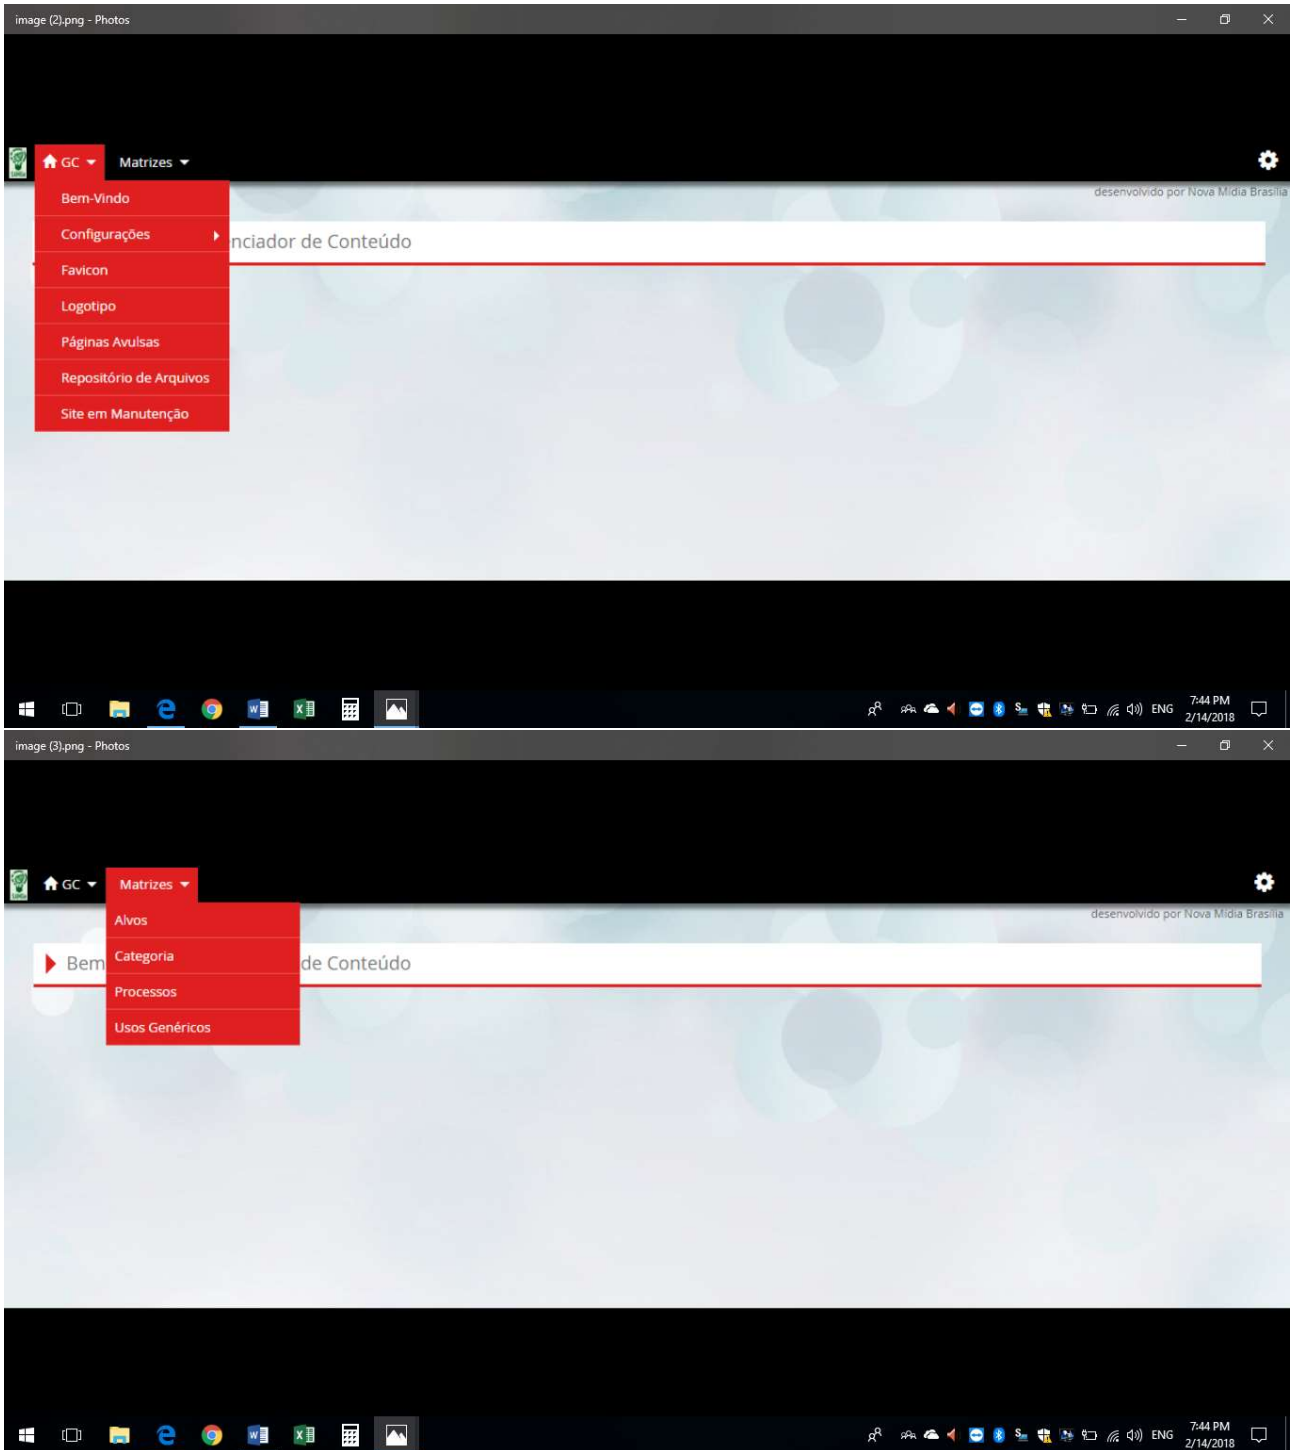 image (2).png - Photos
GC Matrizes
desenvolvido por Nova Mídia Brasília
Bem-Vindo
Configurações
nciador de Conteúdo
Favicon
Logotipo
Páginas Avulsas
Repositório de Arquivos
Site em Manutenção
ENG
7:44 PM
2/14/2018
image (3).png - Photos
GC Matrizes
desenvolvido por Nova Mídia Brasília
Alvos
Categoria
Bem de Conteúdo
Processos
Usos Genéricos
ENG
7:44 PM
2/14/2018